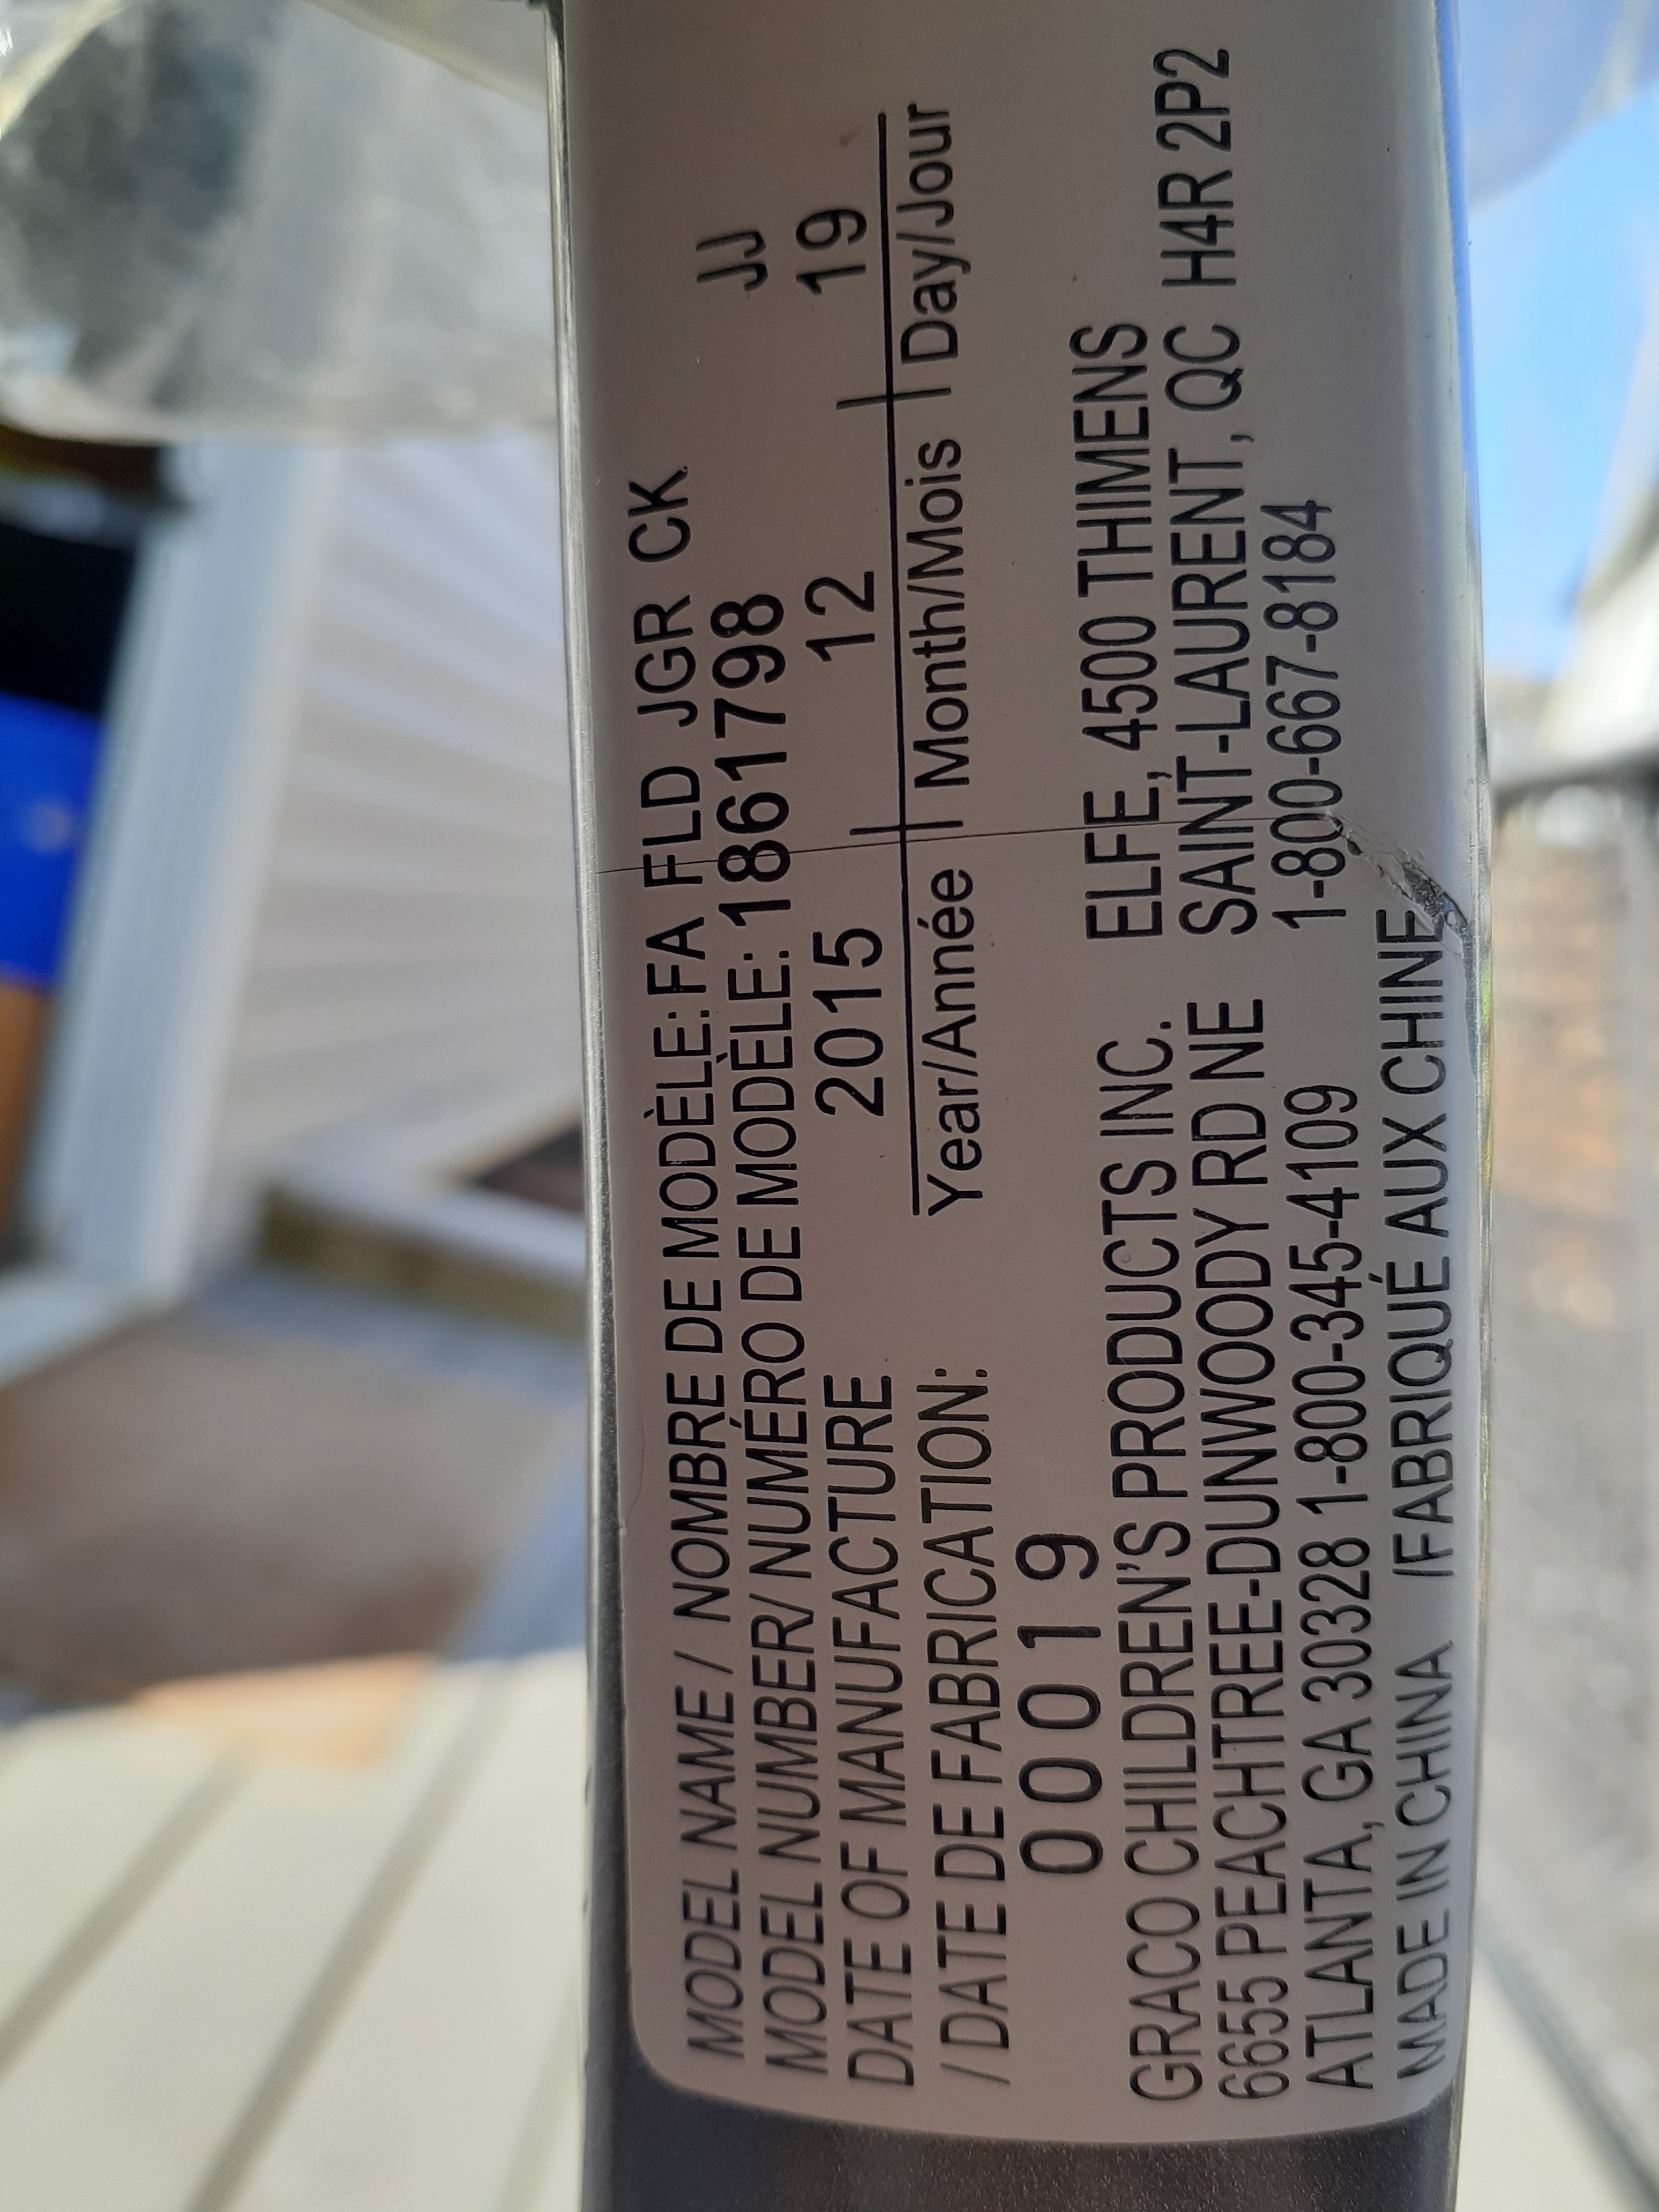 MODEL NAME / NOMBRE DE MODÈLE: FA FLD JGR CK
MODEL NUMBER/ NUMÉRO DE MODÈLE: 1861798 JJ
DATE OF MANUFACTURE 2015 12 19
/ DATE DE FABRICATION: Year/Année | Month/Mois | Day/Jour
0019
GRACO CHILDREN'S PRODUCTS INC. ELFE, 4500 THIMENS
6655 PEACHTREE-DUNWOODY RD NE SAINT-LAURENT, QC H4R 2P2
ATLANTA, GA 30328 1-800-345-4109 1-800-667-8184
MADE IN CHINA /FABRIQUÉ AUX CHINE